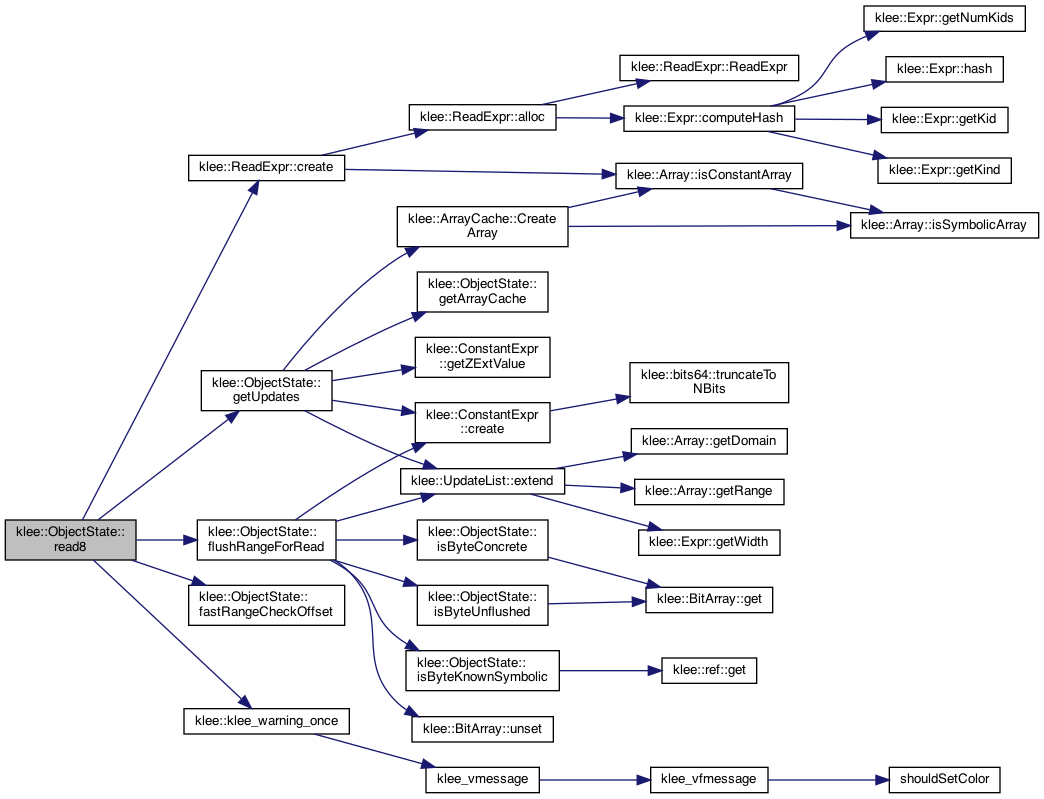 klee::Expr::getNumKids
klee::ReadExpr::ReadExpr
klee::Expr::hash
klee::ReadExpr::alloc
klee::Expr::computeHash
klee::Expr::getKid
klee::ReadExpr::create
klee::Array::isConstantArray
klee::Expr::getKind
klee::ArrayCache::Create
Array
klee::Array::isSymbolicArray
klee::ObjectState::
getArrayCache
klee::ConstantExpr
::getZExtValue
klee::ObjectState::
getUpdates
klee::bits64::truncateTo
NBits
klee::ConstantExpr
::create
klee::Array::getDomain
klee::UpdateList::extend
klee::Array::getRange
klee::ObjectState::
read8
klee::ObjectState::
flushRangeForRead
klee::ObjectState::
isByteConcrete
klee::Expr::getWidth
klee::ObjectState::
fastRangeCheckOffset
klee::ObjectState::
isByteUnflushed
klee::BitArray::get
klee::ObjectState::
isByteKnownSymbolic
klee::ref::get
klee::klee_warning_once
klee::BitArray::unset
klee_vmessage
klee_vfmessage
shouldSetColor